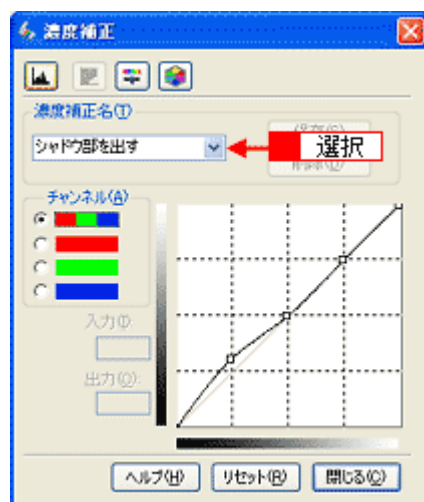 濃度補正
濃度補正名(T)
シャドウ部を出す
選択
チャンネル(A)
入力(I):
出力(O):
ヘルプ(H)
リセット(R)
閉じる(C)